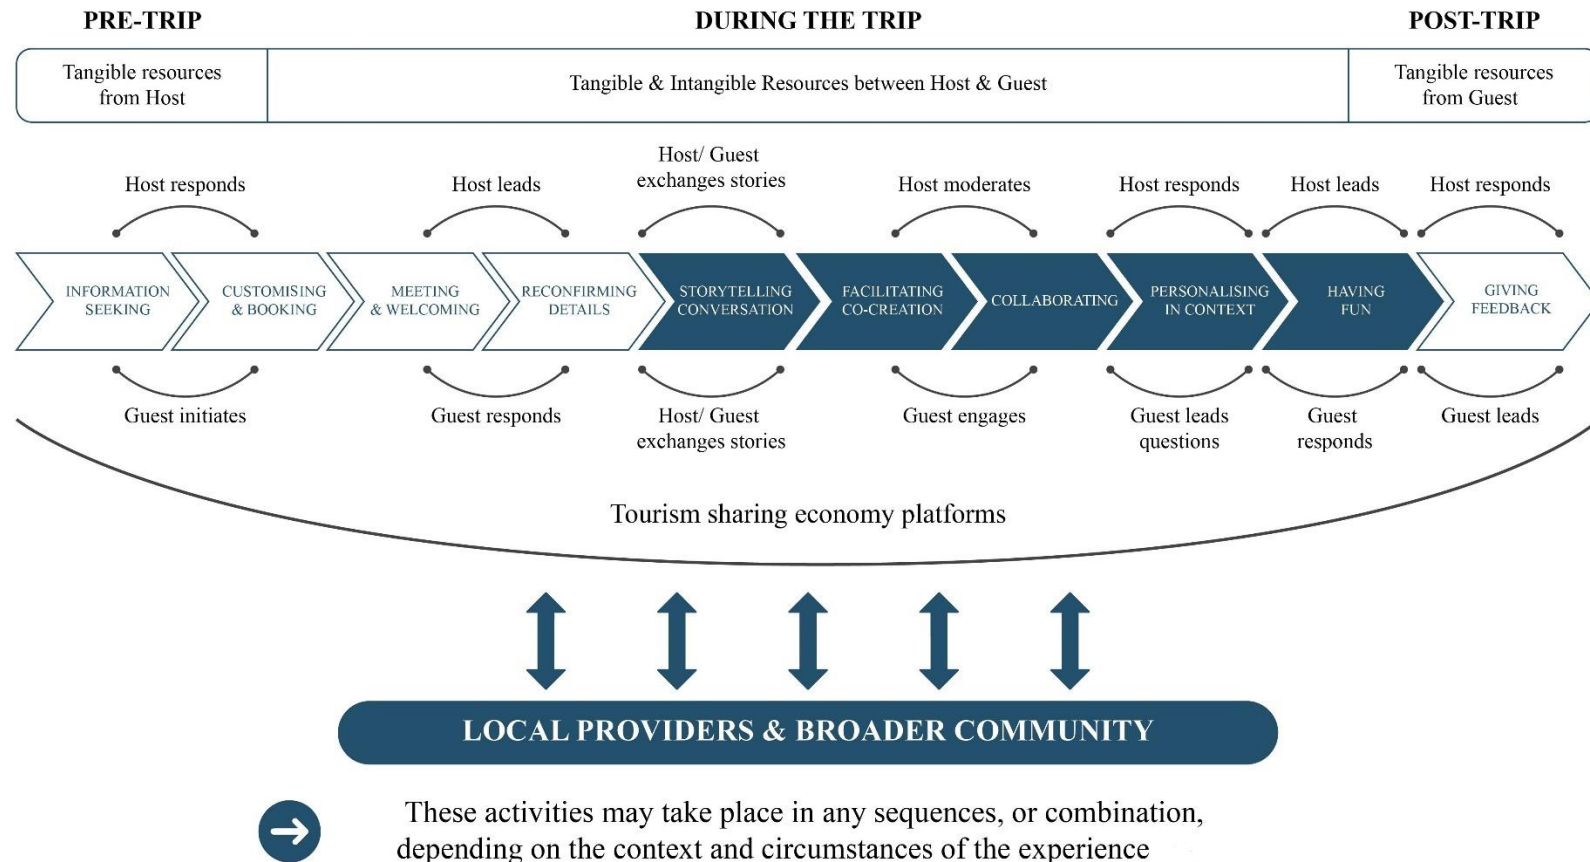 PRE-TRIP
DURING THE TRIP
POST-TRIP
Tangible resources
from Host
Tangible & Intangible Resources between Host & Guest
Tangible resources
from Guest
Host responds
Host leads
Host/ Guest
exchanges stories
Host moderates
Host responds
Host leads
Host responds
INFORMATION
SEEKING
CUSTOMISING
& BOOKING
MEETING
& WELCOMING
RECONFIRMING
DETAILS
STORYTELLING
CONVERSATION
FACILITATING
CO-CREATION
COLLABORATING
PERSONALISING
IN CONTEXT
HAVING
FUN
GIVING
FEEDBACK
Guest initiates
Guest responds
Host/ Guest
exchanges stories
Guest engages
Guest leads
questions
Guest
responds
Guest leads
Tourism sharing economy platforms
LOCAL PROVIDERS & BROADER COMMUNITY
These activities may take place in any sequences, or combination,
depending on the context and circumstances of the experience